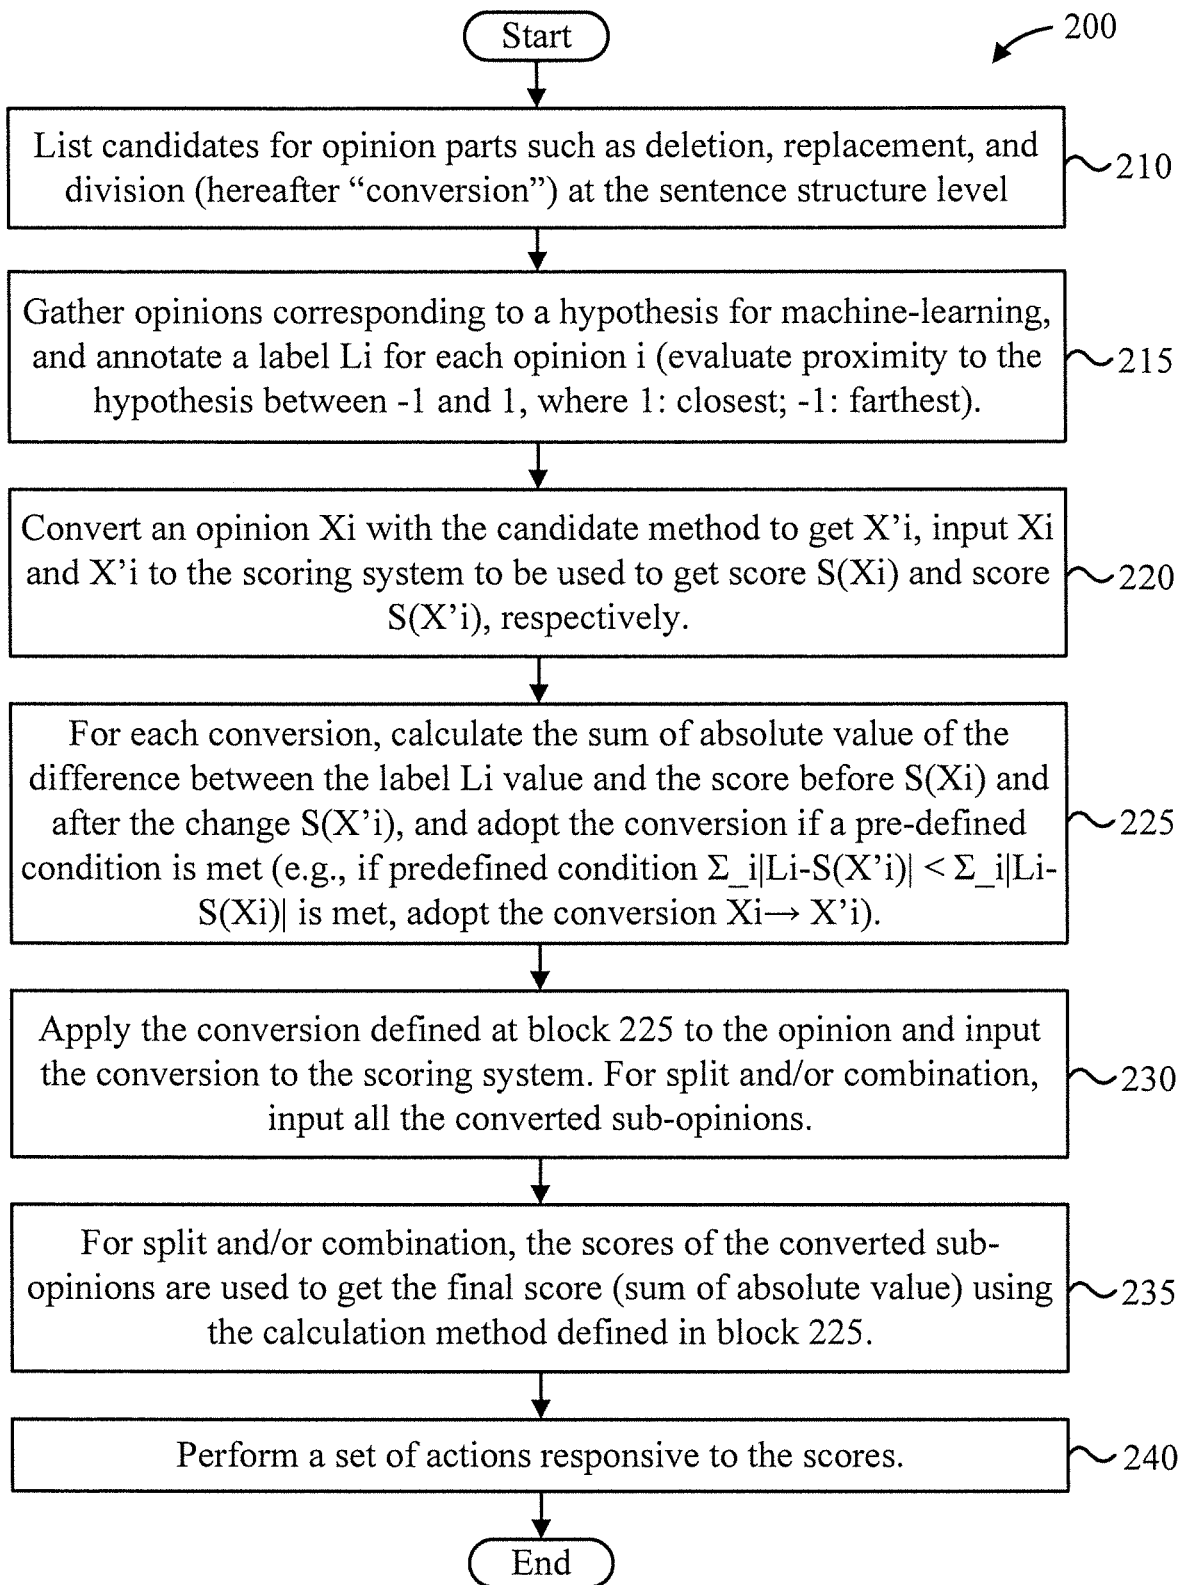 Start
200
List candidates for opinion parts such as deletion, replacement, and
division (hereafter “conversion”) at the sentence structure level
210
Gather opinions corresponding to a hypothesis for machine-learning,
and annotate a label Li for each opinion i (evaluate proximity to the
hypothesis between -1 and 1, where 1: closest; -1: farthest).
215
Convert an opinion Xi with the candidate method to get X’i, input Xi
and X’i to the scoring system to be used to get score S(Xi) and score
S(X’i), respectively.
220
For each conversion, calculate the sum of absolute value of the
difference between the label Li value and the score before S(Xi) and
after the change S(X’i), and adopt the conversion if a pre-defined
condition is met (e.g., if predefined condition Σ_i|Li-S(X’i)| < Σ_i|Li-
S(Xi)| is met, adopt the conversion Xi→ X’i).
225
Apply the conversion defined at block 225 to the opinion and input
the conversion to the scoring system. For split and/or combination,
input all the converted sub-opinions.
230
For split and/or combination, the scores of the converted sub-
opinions are used to get the final score (sum of absolute value) using
the calculation method defined in block 225.
235
Perform a set of actions responsive to the scores.
240
End